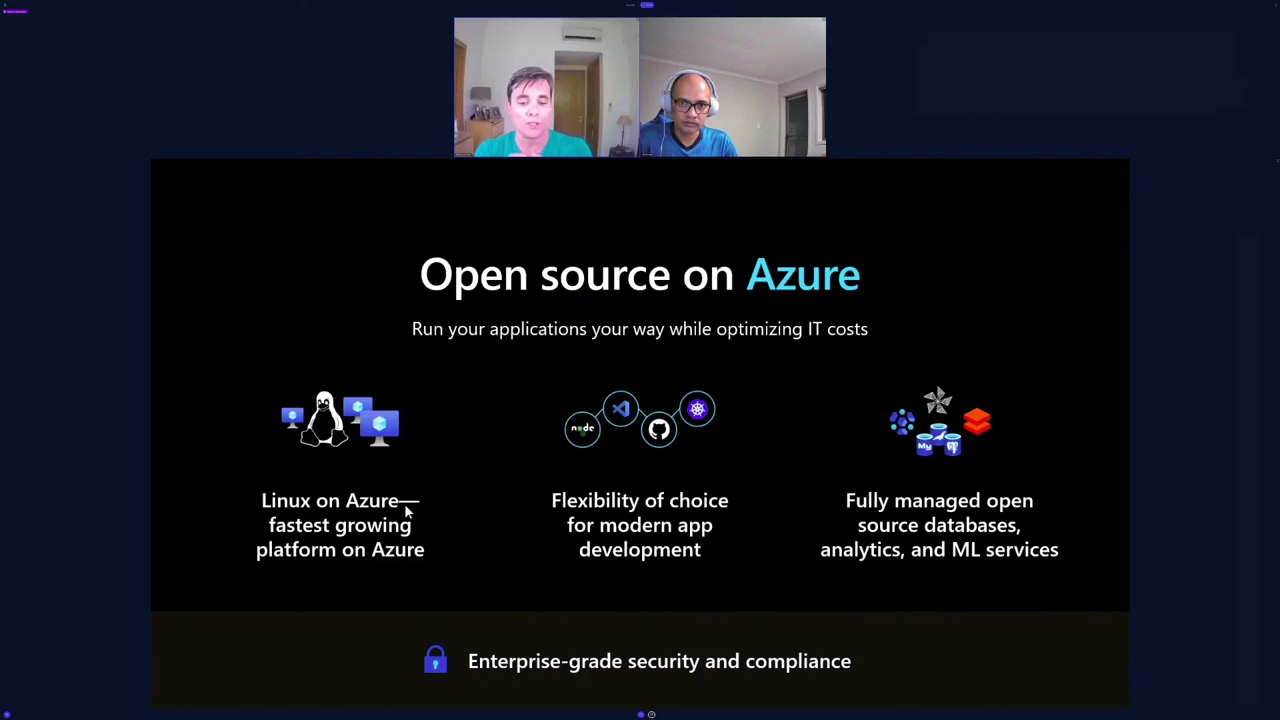 Open source on Azure
Run your applications your way while optimizing IT costs
node
My
Linux on Azure—
fastest growing
platform on Azure
Flexibility of choice
for modern app
development
Fully managed open
source databases,
analytics, and ML services
Enterprise-grade security and compliance